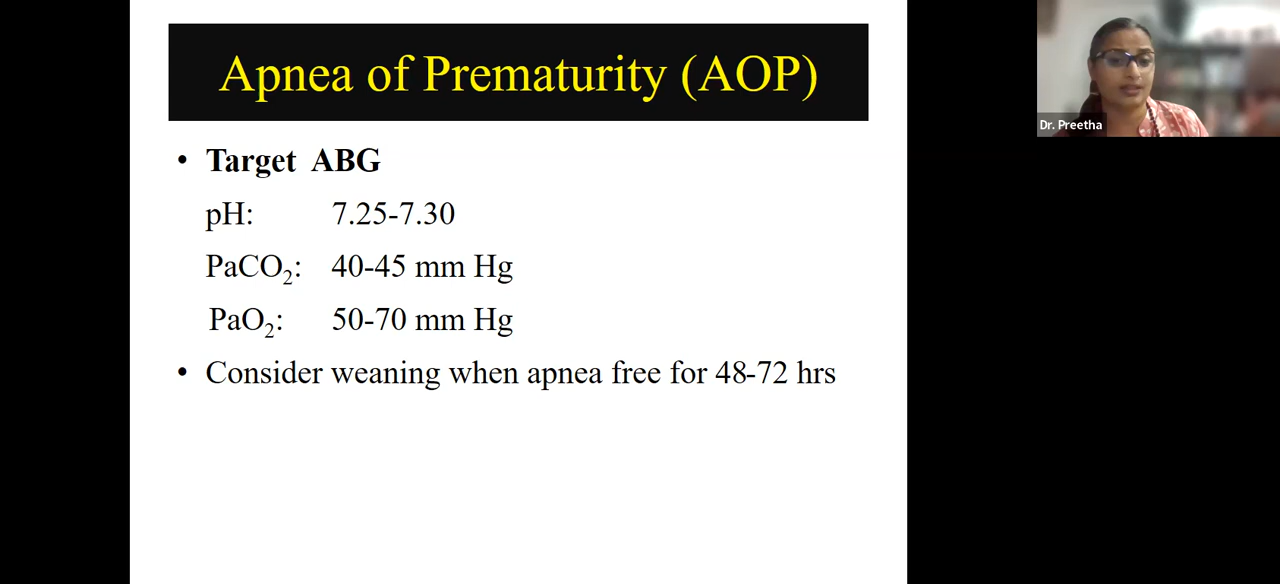 Apnea of Prematurity (AOP)
Dr. Preetha
• Target ABG
pH: 7.25-7.30
PaCO₂: 40-45 mm Hg
PaO₂: 50-70 mm Hg
• Consider weaning when apnea free for 48-72 hrs